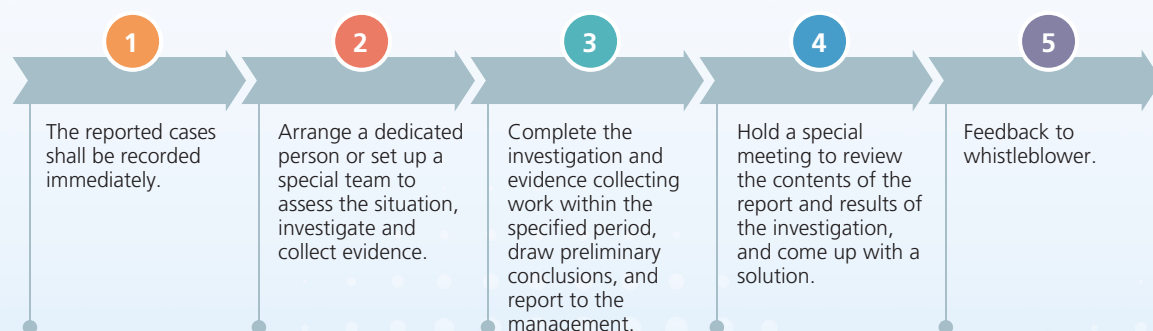 1
The reported cases
shall be recorded
immediately.
2
Arrange a dedicated
person or set up a
special team to
assess the situation,
investigate and
collect evidence.
3
Complete the
investigation and
evidence collecting
work within the
specified period,
draw preliminary
conclusions, and
report to the
management.
4
Hold a special
meeting to review
the contents of the
report and results of
the investigation,
and come up with a
solution.
5
Feedback to
whistleblower.